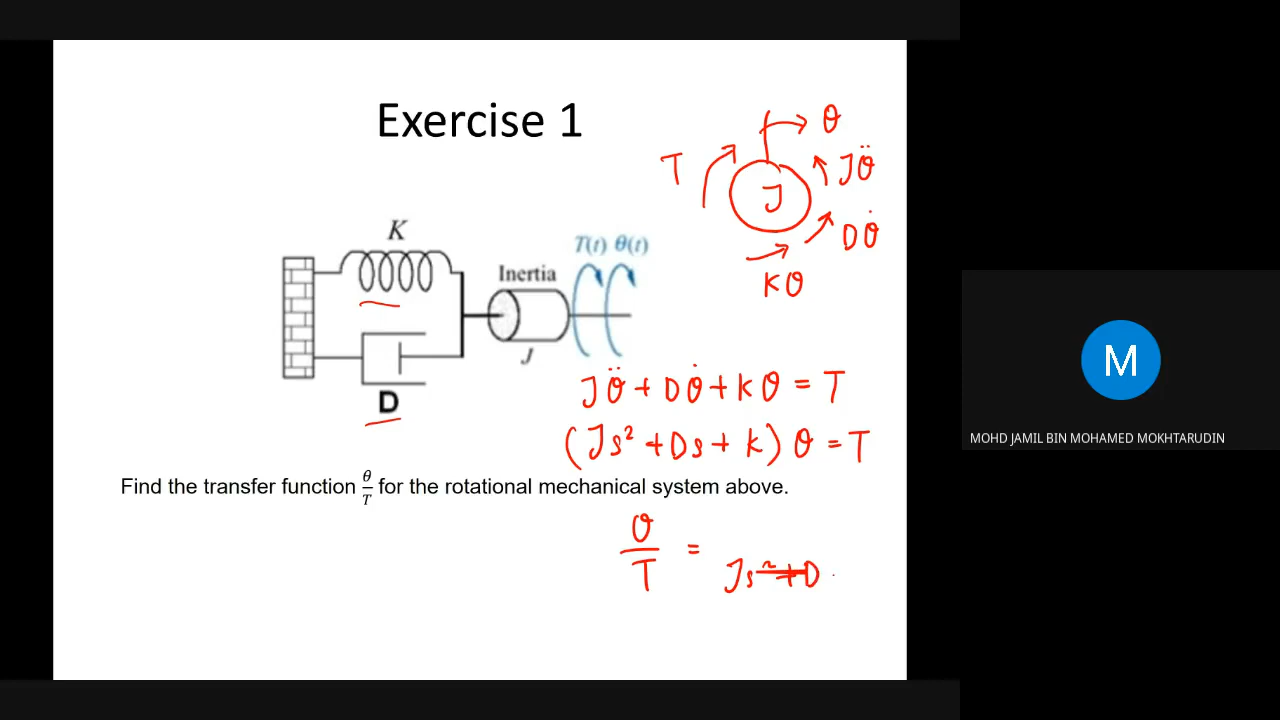 Exercise 1
θ
T
J
Jθ̈
Dθ̇
Kθ
K
T(t) θ(t)
Inertia
J
D
Jθ̈ + Dθ̇ + Kθ = T
(Js² + Ds + K) θ = T
Find the transfer function θ/T for the rotational mechanical system above.
θ/T =
Js² + D
M
MOHD JAMIL BIN MOHAMED MOKHTARUDIN